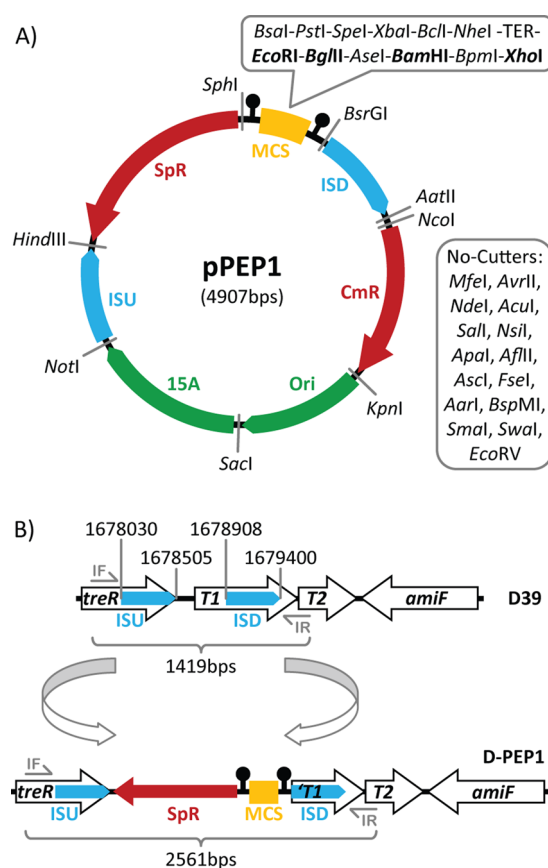 A)
BsaI-PstI-SpeI-XbaI-BclI-NheI -TER-
EcoRI-BglII-AseI-BamHI-BpmI-XhoI
SphI
BsrGI
MCS
SpR
ISD
AatII
NcoI
HindIII
pPEP1
(4907bps)
CmR
ISU
NotI
15A
Ori
KpnI
SacI
No-Cutters:
MfeI, AvrII,
NdeI, AcuI,
SalI, NsiI,
ApaI, AflII,
AscI, FseI,
AarI, BspMI,
SmaI, SwaI,
EcoRV
B)
1678030 1678908
1678505 1679400
IF
treR T1 T2 amiF D39
ISU ISD
IR
1419bps
D-PEP1
IF
treR 'T1 T2 amiF
ISU SpR MCS ISD IR
2561bps